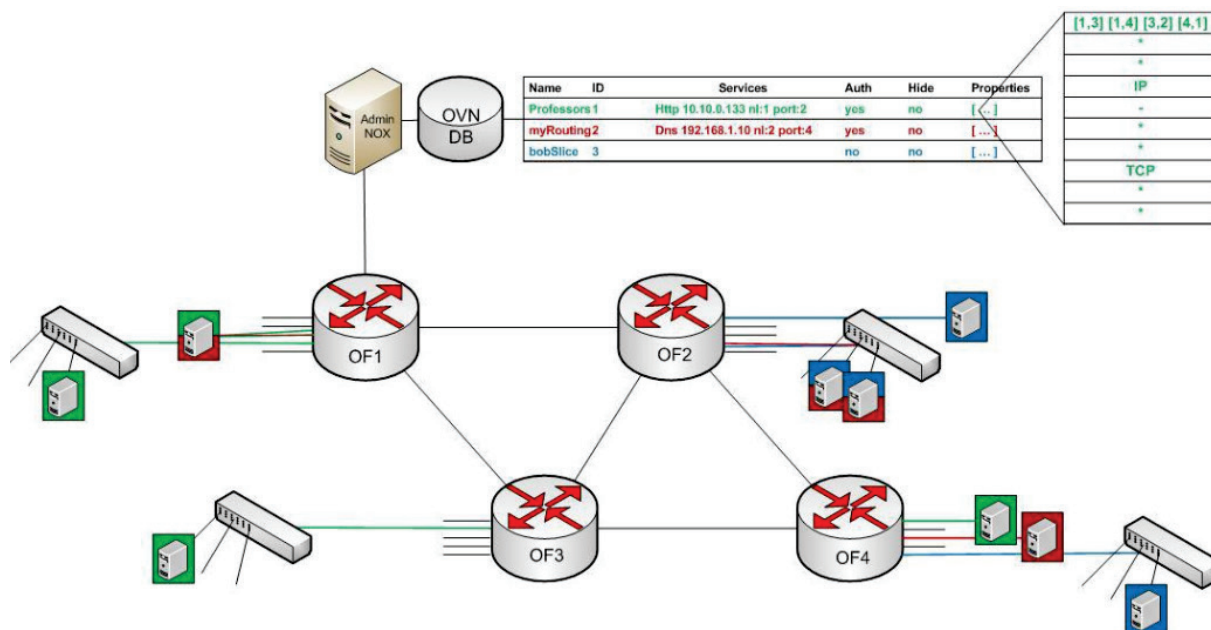 [1,3] [1,4] [3,2] [4,1]
*
*
IP
-
*
*
TCP
*
*
Admin
NOX
OVN
DB
Name ID Services Auth Hide Properties
Professors 1 Http 10.10.0.133 nl:1 port:2 yes no [ ... ]
myRouting 2 Dns 192.168.1.10 nl:2 port:4 yes no [ ... ]
bobSlice 3 no no [ ... ]
OF1
OF2
OF3
OF4